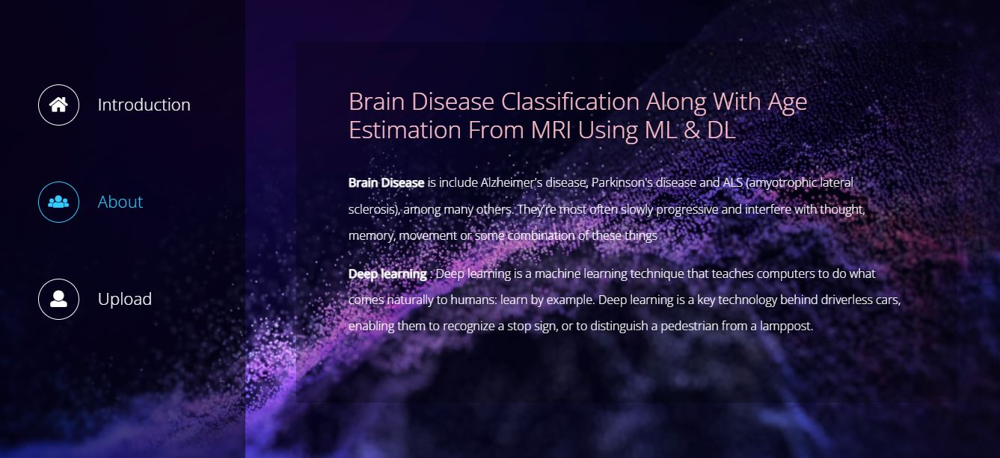 Introduction
About
Upload
Brain Disease Classification Along With Age
Estimation From MRI Using ML & DL
Brain Disease is include Alzheimer's disease, Parkinson's disease and ALS (amyotrophic lateral
sclerosis), among many others. They're most often slowly progressive and interfere with thought,
memory, movement or some combination of these things
Deep learning : Deep learning is a machine learning technique that teaches computers to do what
comes naturally to humans: learn by example. Deep learning is a key technology behind driverless cars,
enabling them to recognize a stop sign, or to distinguish a pedestrian from a lamppost.